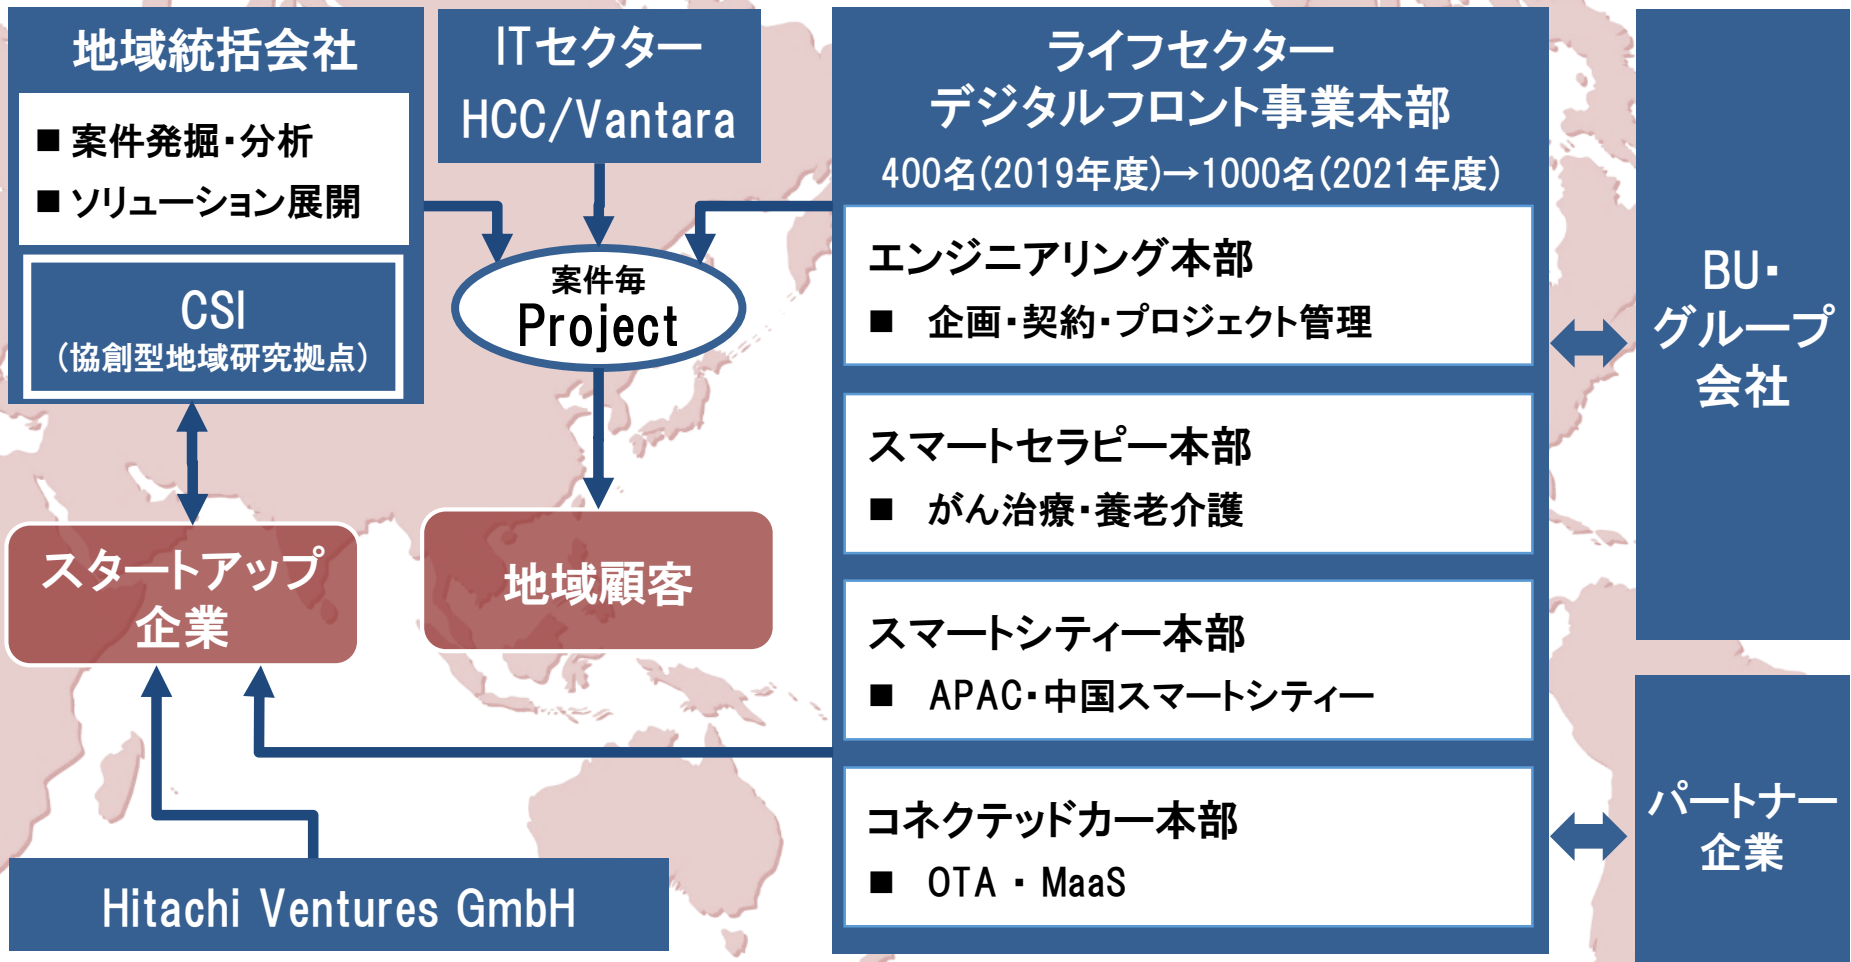 地域統括会社
■ 案件発掘・分析
■ ソリューション展開
CSI
(協創型地域研究拠点)
ITセクター
HCC/Vantara
案件毎
Project
スタートアップ
企業
地域顧客
Hitachi Ventures GmbH
ライフセクター
デジタルフロント事業本部
400名(2019年度)→1000名(2021年度)
エンジニアリング本部
■ 企画・契約・プロジェクト管理
スマートセラピー本部
■ がん治療・養老介護
スマートシティー本部
■ APAC・中国スマートシティー
コネクテッドカー本部
■ OTA ・ MaaS
BU・
グループ
会社
パートナー
企業